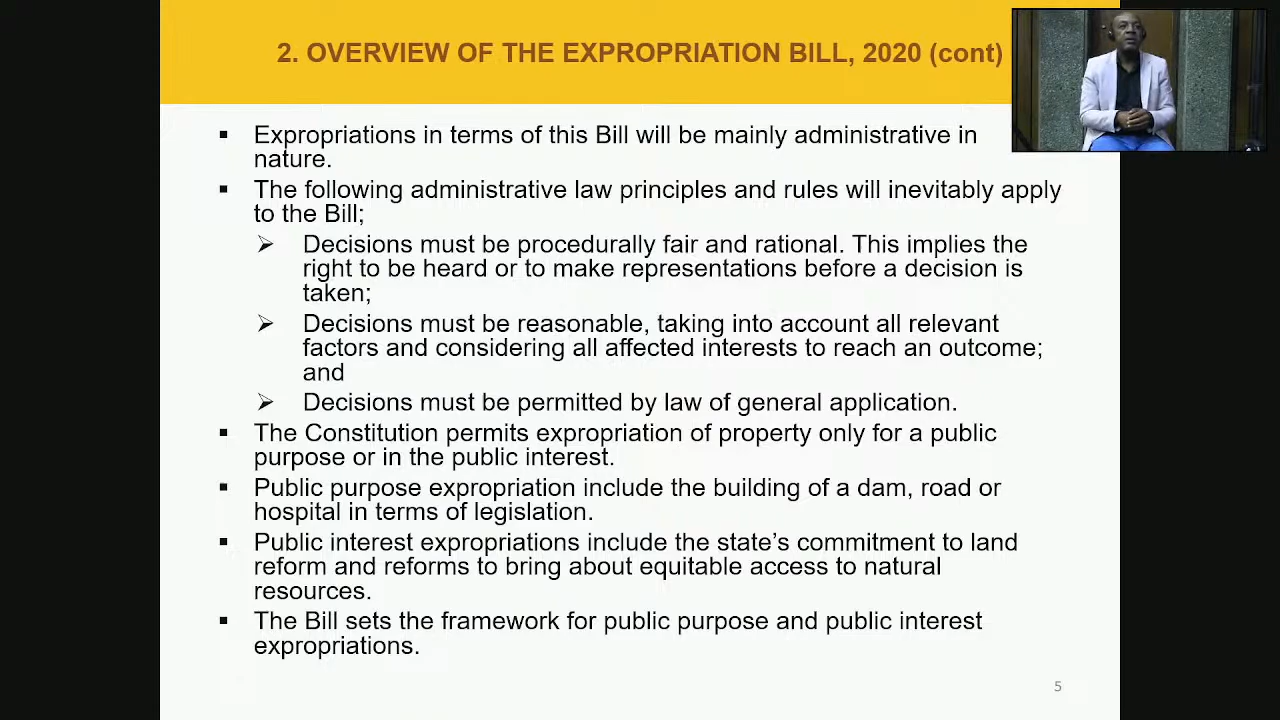 2. OVERVIEW OF THE EXPROPRIATION BILL, 2020 (cont)
▪ Expropriations in terms of this Bill will be mainly administrative in
nature.
▪ The following administrative law principles and rules will inevitably apply
to the Bill;
➢ Decisions must be procedurally fair and rational. This implies the
right to be heard or to make representations before a decision is
taken;
➢ Decisions must be reasonable, taking into account all relevant
factors and considering all affected interests to reach an outcome;
and
➢ Decisions must be permitted by law of general application.
▪ The Constitution permits expropriation of property only for a public
purpose or in the public interest.
▪ Public purpose expropriation include the building of a dam, road or
hospital in terms of legislation.
▪ Public interest expropriations include the state’s commitment to land
reform and reforms to bring about equitable access to natural
resources.
▪ The Bill sets the framework for public purpose and public interest
expropriations.
5